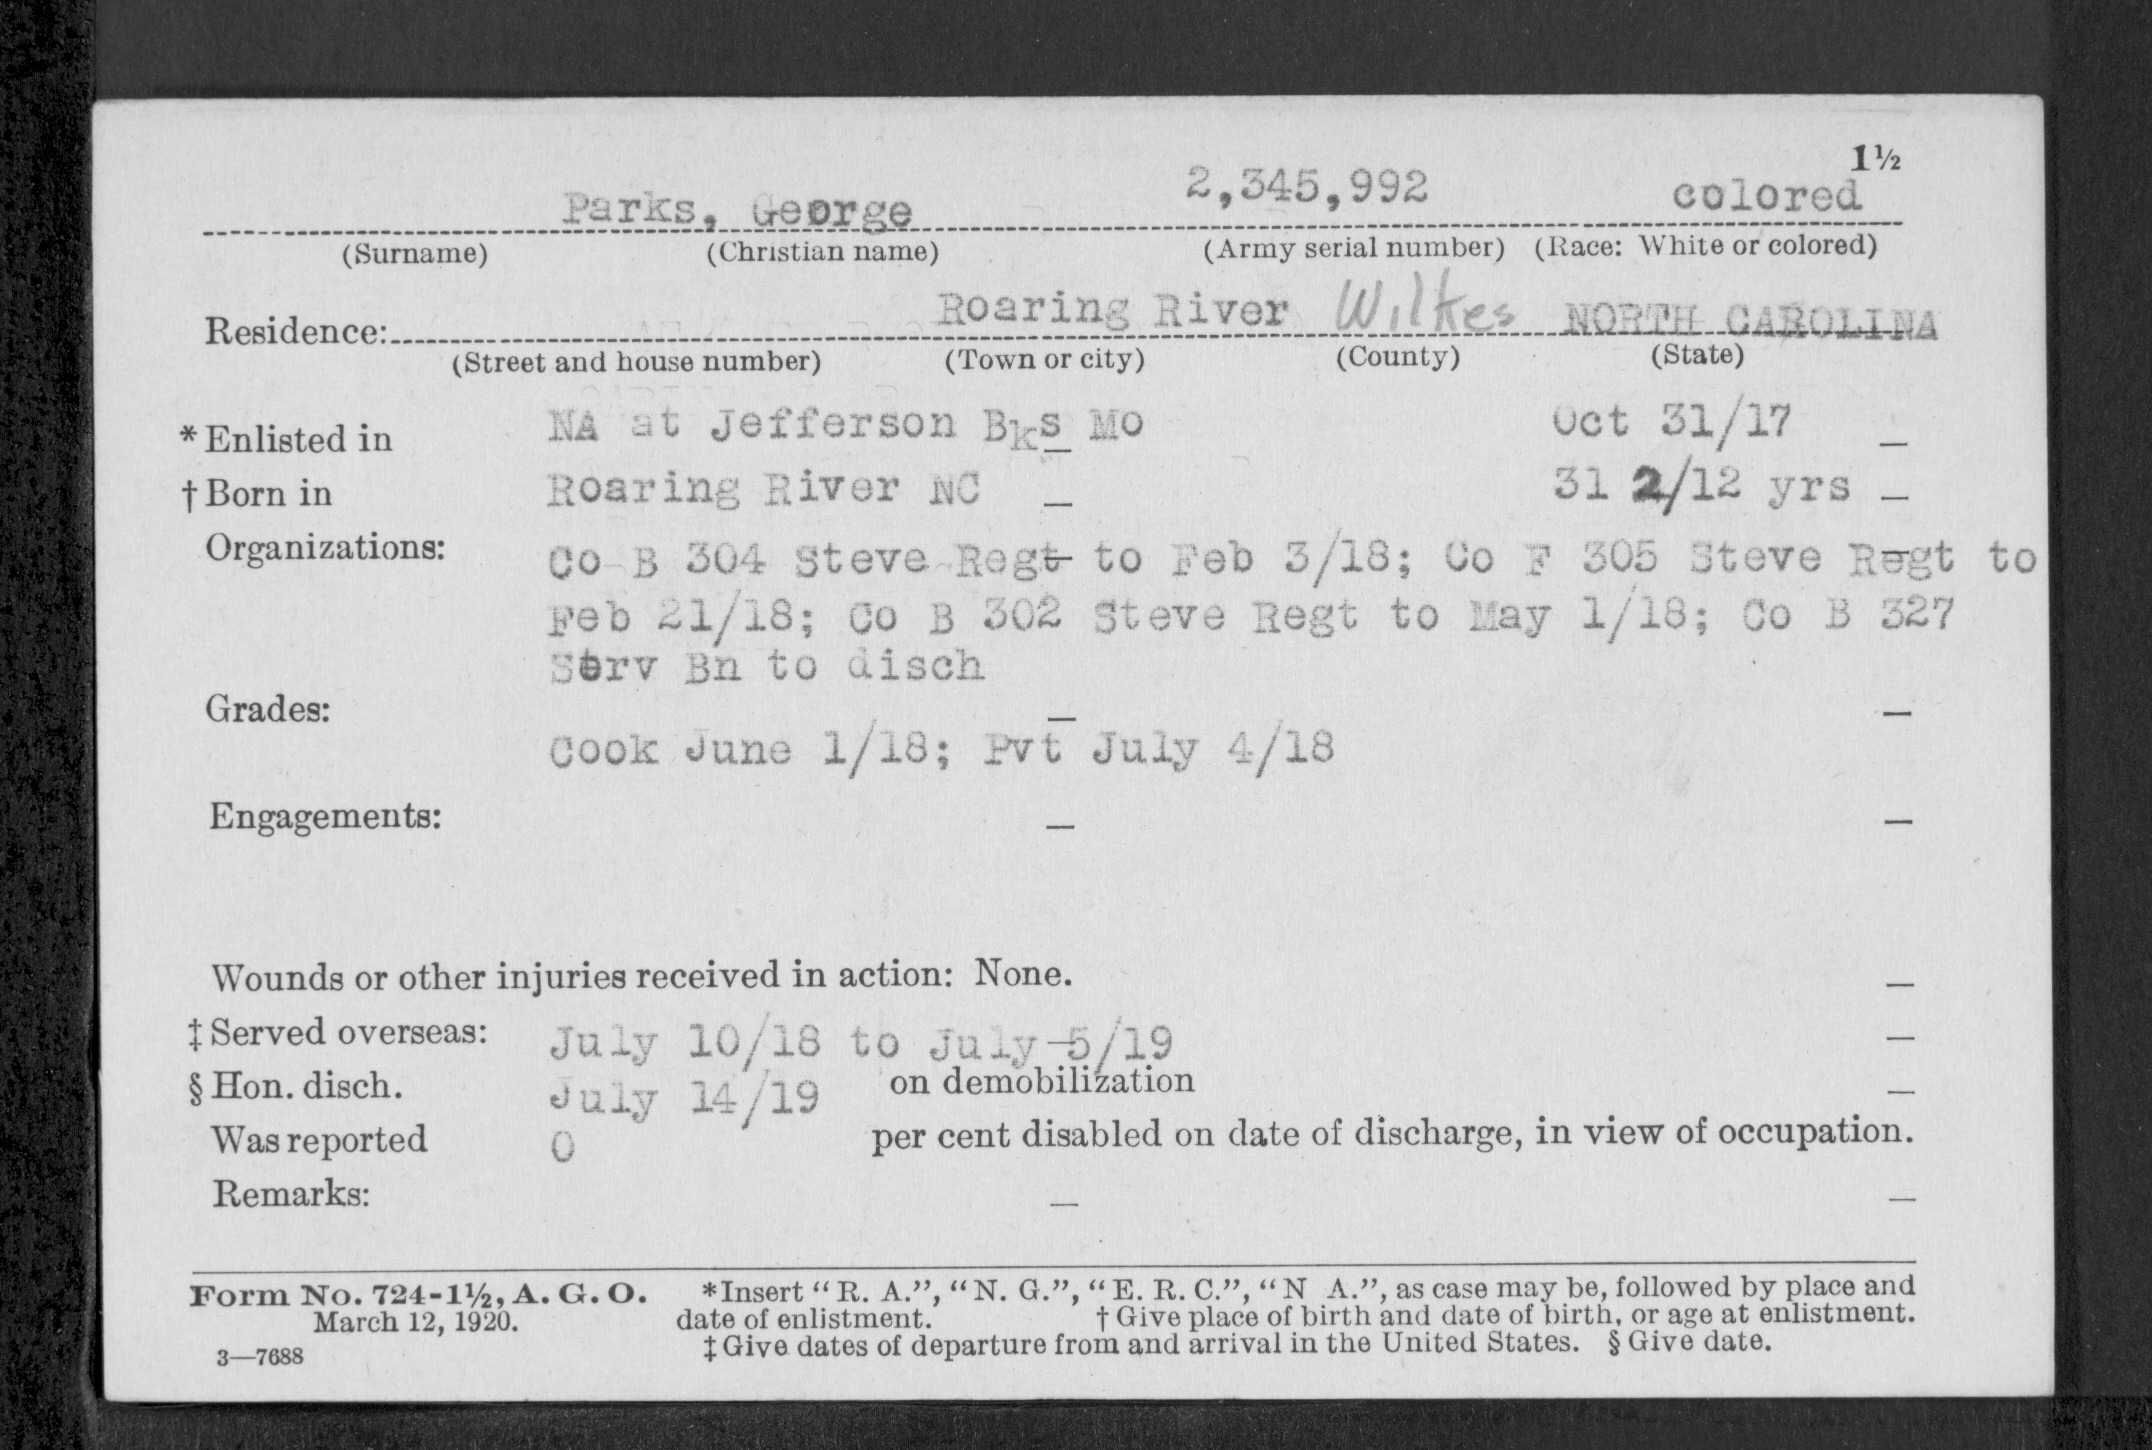 1½
Parks, George 2,345,992 colored
(Surname) (Christian name) (Army serial number) (Race: White or colored)
Residence: Roaring River Wilkes NORTH CAROLINA
(Street and house number) (Town or city) (County) (State)
* Enlisted in NA at Jefferson Bks Mo Oct 31/17
† Born in Roaring River NC 31 2/12 yrs
Organizations: Co B 304 Steve Regt to Feb 3/18; Co F 305 Steve Regt to
Feb 21/18; Co B 302 Steve Regt to May 1/18; Co B 327
Serv Bn to disch
Grades:
Cook June 1/18; Pvt July 4/18
Engagements:
Wounds or other injuries received in action: None.
‡ Served overseas: July 10/18 to July 5/19
§ Hon. disch. July 14/19 on demobilization
Was reported 0 per cent disabled on date of discharge, in view of occupation.
Remarks:
Form No. 724-1½, A. G. O. *Insert "R. A.", "N. G.", "E. R. C.", "N A.", as case may be, followed by place and
March 12, 1920. date of enlistment. † Give place of birth and date of birth, or age at enlistment.
3—7688 ‡ Give dates of departure from and arrival in the United States. § Give date.